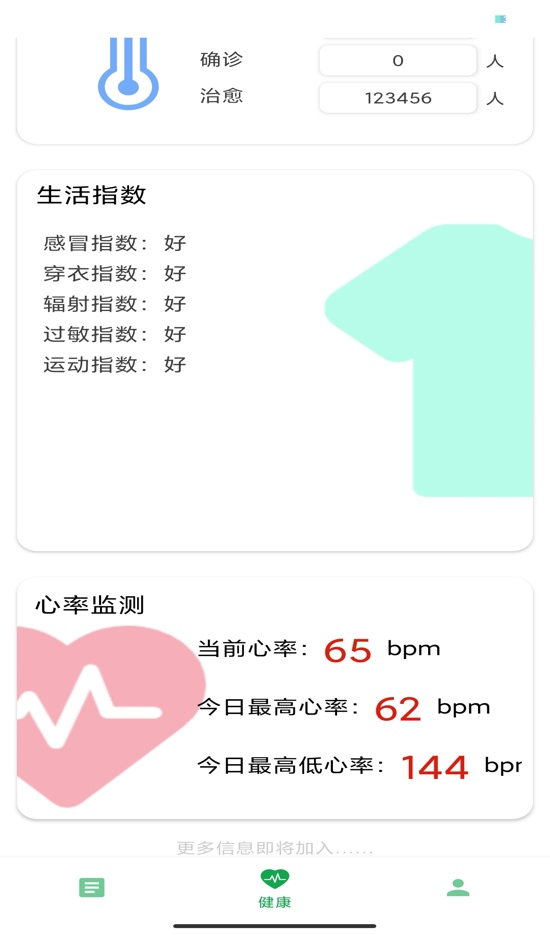 确诊 0 人
治愈 123456 人
生活指数
感冒指数：好
穿衣指数：好
辐射指数：好
过敏指数：好
运动指数：好
心率监测
当前心率：65 bpm
今日最高心率：62 bpm
今日最高低心率：144 bpr
更多信息即将加入......
健康